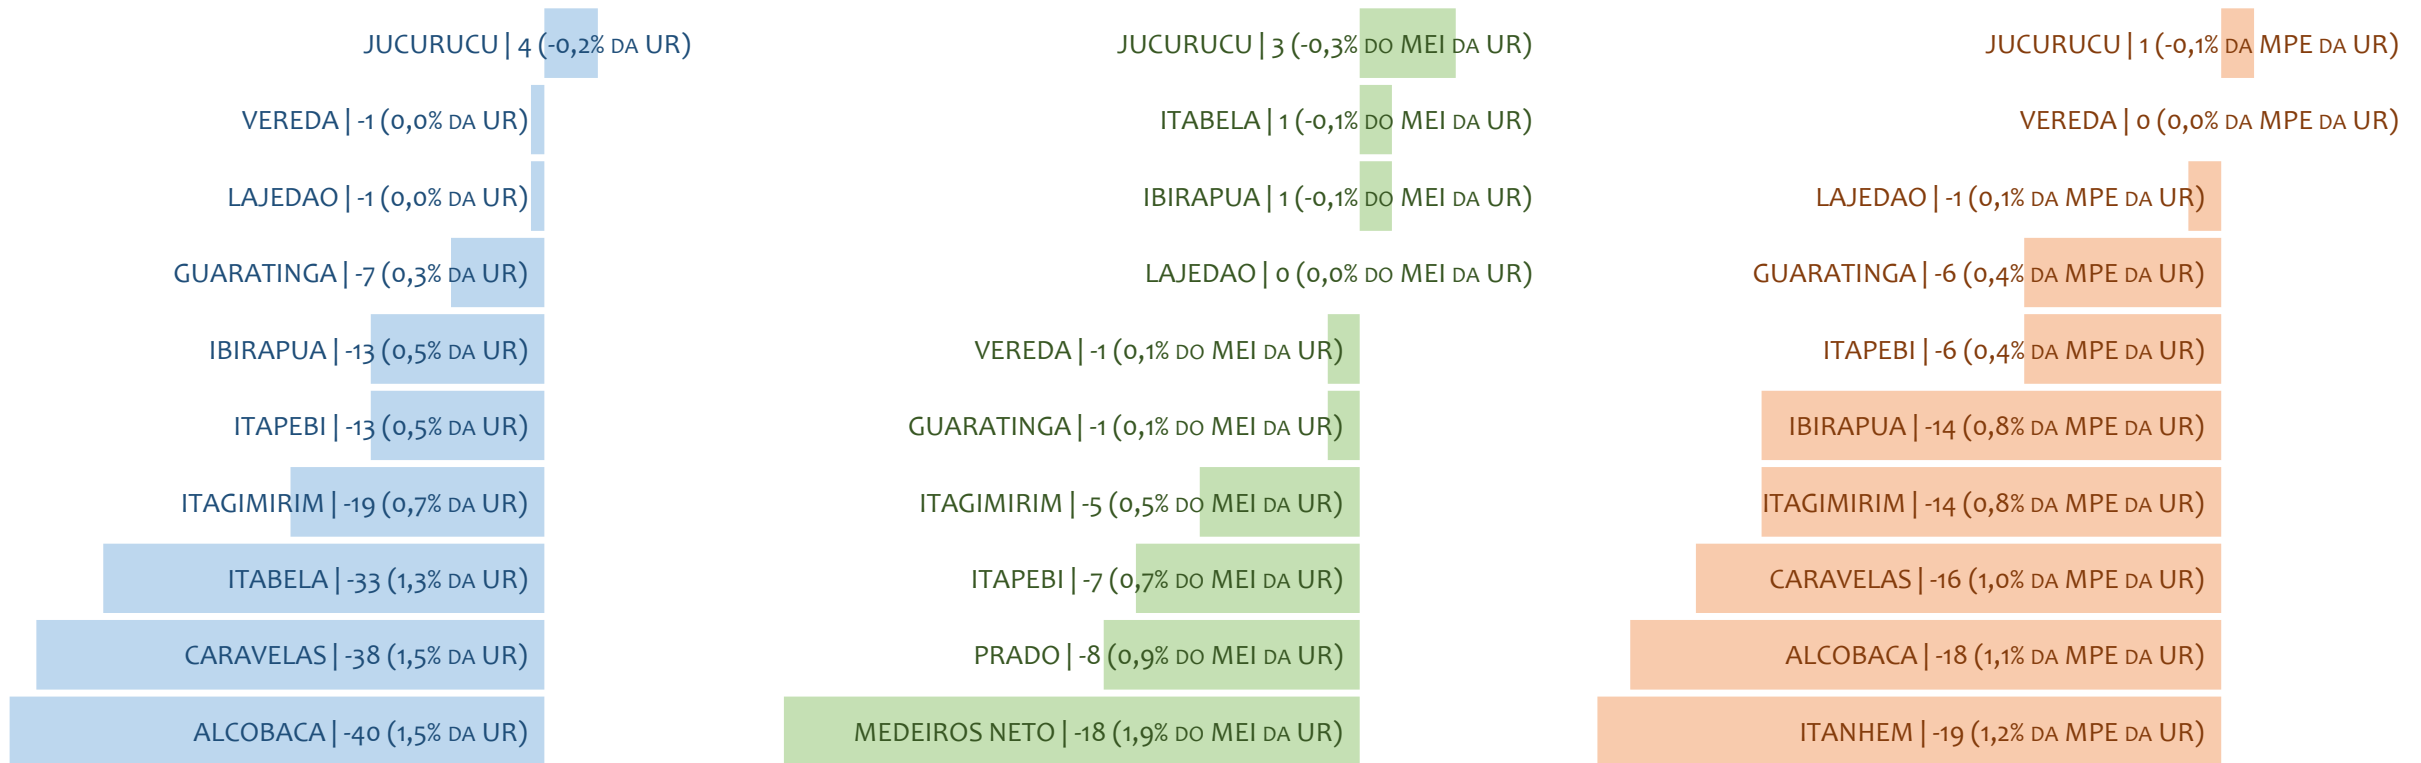 JUCURUCU | 4 (-0,2% DA UR)
VEREDA | -1 (0,0% DA UR)
LAJEDAO | -1 (0,0% DA UR)
GUARATINGA | -7 (0,3% DA UR)
IBIRAPUA | -13 (0,5% DA UR)
ITAPEBI | -13 (0,5% DA UR)
ITAGIMIRIM | -19 (0,7% DA UR)
ITABELA | -33 (1,3% DA UR)
CARAVELAS | -38 (1,5% DA UR)
ALCOBACA | -40 (1,5% DA UR)
JUCURUCU | 3 (-0,3% DO MEI DA UR)
ITABELA | 1 (-0,1% DO MEI DA UR)
IBIRAPUA | 1 (-0,1% DO MEI DA UR)
LAJEDAO | 0 (0,0% DO MEI DA UR)
VEREDA | -1 (0,1% DO MEI DA UR)
GUARATINGA | -1 (0,1% DO MEI DA UR)
ITAGIMIRIM | -5 (0,5% DO MEI DA UR)
ITAPEBI | -7 (0,7% DO MEI DA UR)
PRADO | -8 (0,9% DO MEI DA UR)
MEDEIROS NETO | -18 (1,9% DO MEI DA UR)
JUCURUCU | 1 (-0,1% DA MPE DA UR)
VEREDA | 0 (0,0% DA MPE DA UR)
LAJEDAO | -1 (0,1% DA MPE DA UR)
GUARATINGA | -6 (0,4% DA MPE DA UR)
ITAPEBI | -6 (0,4% DA MPE DA UR)
IBIRAPUA | -14 (0,8% DA MPE DA UR)
ITAGIMIRIM | -14 (0,8% DA MPE DA UR)
CARAVELAS | -16 (1,0% DA MPE DA UR)
ALCOBACA | -18 (1,1% DA MPE DA UR)
ITANHEM | -19 (1,2% DA MPE DA UR)